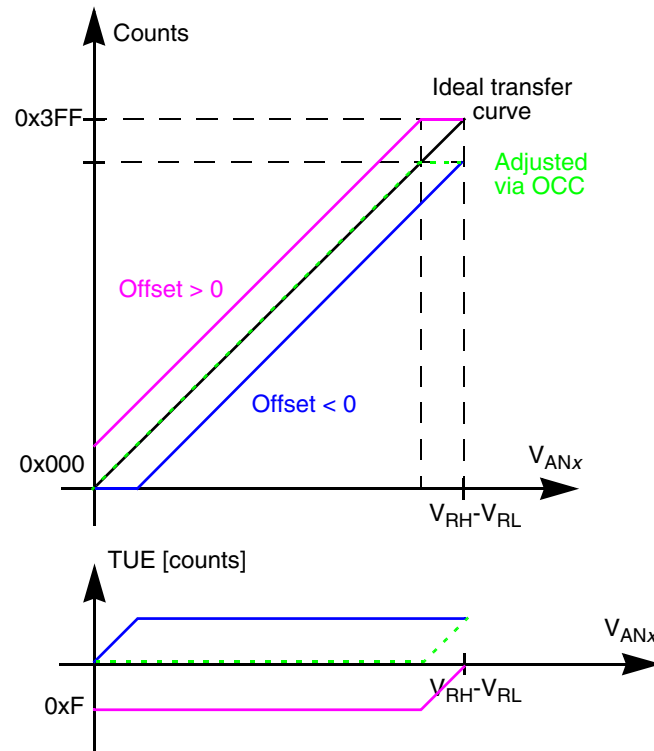 Counts
Ideal transfer
curve
0x3FF
Adjusted
via OCC
Offset > 0
Offset < 0
0x000
VANx
VRH-VRL
TUE [counts]
VANx
VRH-VRL
0xF